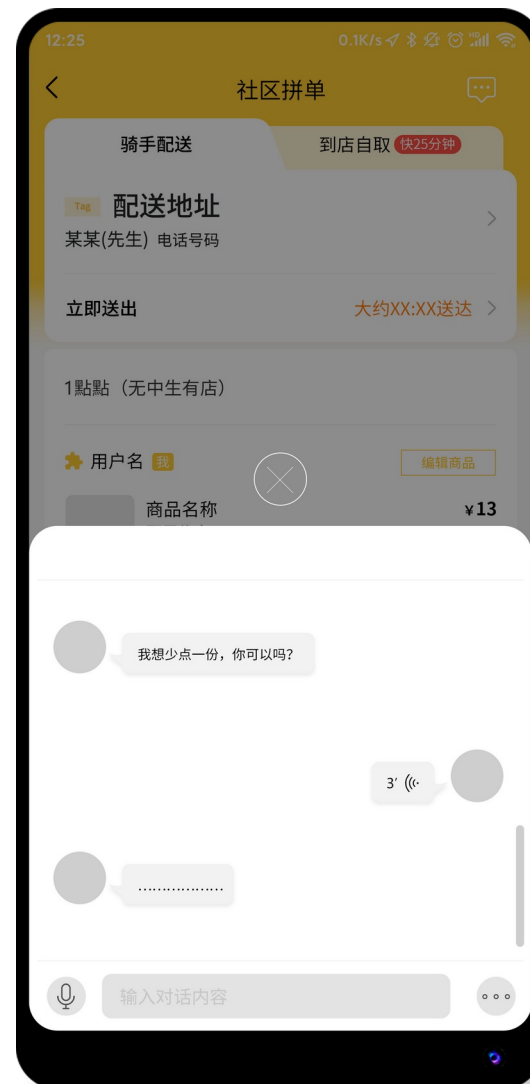 12:25
0.1K/s
社区拼单
骑手配送
到店自取 快25分钟
Tag 配送地址
某某(先生) 电话号码
立即送出
大约XX:XX送达
1點點（无中生有店）
用户名 我
编辑商品
商品名称
¥13
我想少点一份，你可以吗？
3′
………………
输入对话内容